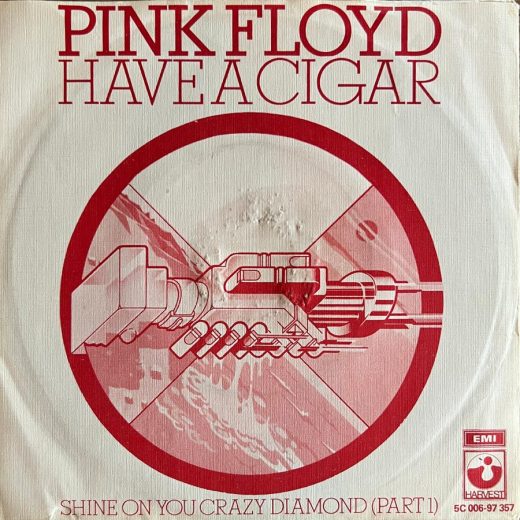 PINK FLOYD
HAVE A CIGAR
SHINE ON YOU CRAZY DIAMOND (PART 1)
EMI
HARVEST
5C 006-97 357